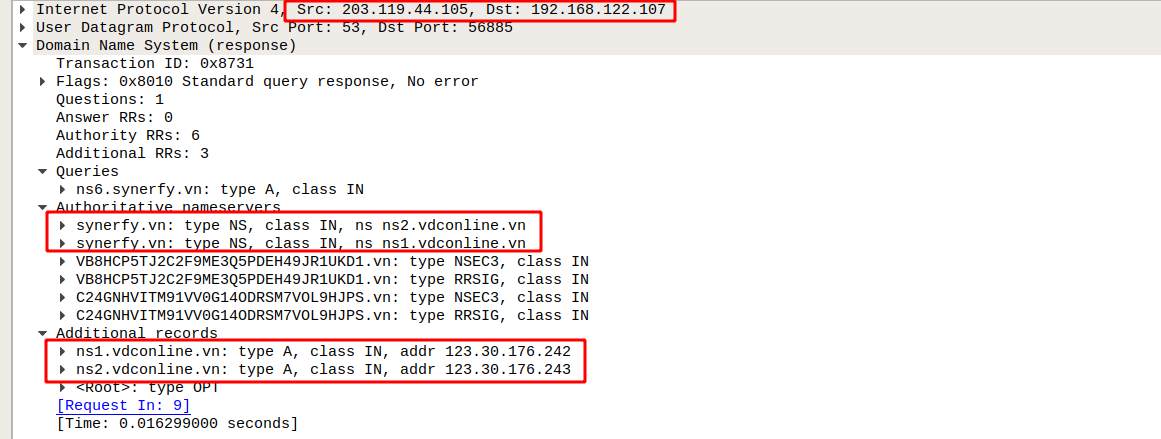 Internet Protocol Version 4, Src: 203.119.44.105, Dst: 192.168.122.107
User Datagram Protocol, Src Port: 53, Dst Port: 56885
Domain Name System (response)
Transaction ID: 0x8731
Flags: 0x8010 Standard query response, No error
Questions: 1
Answer RRs: 0
Authority RRs: 6
Additional RRs: 3
Queries
ns6.synerfy.vn: type A, class IN
Authoritative nameservers
synerfy.vn: type NS, class IN, ns ns2.vdconline.vn
synerfy.vn: type NS, class IN, ns ns1.vdconline.vn
VB8HCP5TJ2C2F9ME3Q5PDEH49JR1UKD1.vn: type NSEC3, class IN
VB8HCP5TJ2C2F9ME3Q5PDEH49JR1UKD1.vn: type RRSIG, class IN
C24GNHVITM91VV0G14ODRSM7VOL9HJPS.vn: type NSEC3, class IN
C24GNHVITM91VV0G14ODRSM7VOL9HJPS.vn: type RRSIG, class IN
Additional records
ns1.vdconline.vn: type A, class IN, addr 123.30.176.242
ns2.vdconline.vn: type A, class IN, addr 123.30.176.243
<Root>: type OPT
[Request In: 9]
[Time: 0.016299000 seconds]